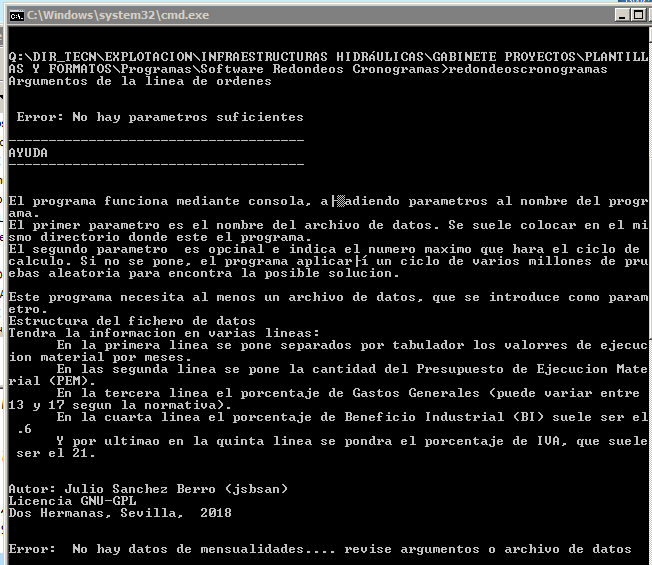 C:\Windows\system32\cmd.exe
Q:\DIR_TECN\EXPLOTACION\INFRAESTRUCTURAS HIDRáULICAS\GABINETE PROYECTOS\PLANTILL
AS Y FORMATOS\Programas\Software Redondeos Cronogramas>redondeoscronogramas
Argumentos de la linea de ordenes
Error: No hay parametros suficientes
-------------------------------------
AYUDA
-------------------------------------
El programa funciona mediante consola, a├▒adiendo parametros al nombre del progr
ama.
El primer parametro es el nombre del archivo de datos. Se suele colocar en el mi
smo directorio donde este el programa.
El segundo parametro  es opcinal e indica el numero maximo que hara el ciclo de
calculo. Si no se pone, el programa aplicar├í un ciclo de varios millones de pru
ebas aleatoria para encontra la posible solucion.
Este programa necesita al menos un archivo de datos, que se introduce como param
etro.
Estructura del fichero de datos
Tendra la informacion en varias lineas:
En la primera linea se pone separados por tabulador los valorres de ejecuc
ion material por meses.
En las segunda linea se pone la cantidad del Presupuesto de Ejecucion Mate
rial (PEM).
En la tercera linea el porcentaje de Gastos Generales (puede variar entre
13 y 17 segun la normativa).
En la cuarta linea el porcentaje de Beneficio Industrial (BI) suele ser el
.6
Y por ultimao en la quinta linea se pondra el porcentaje de IVA, que suele
ser el 21.
Autor: Julio Sanchez Berro (jsbsan)
Licencia GNU-GPL
Dos Hermanas, Sevilla,  2018
Error:  No hay datos de mensualidades.... revise argumentos o archivo de datos